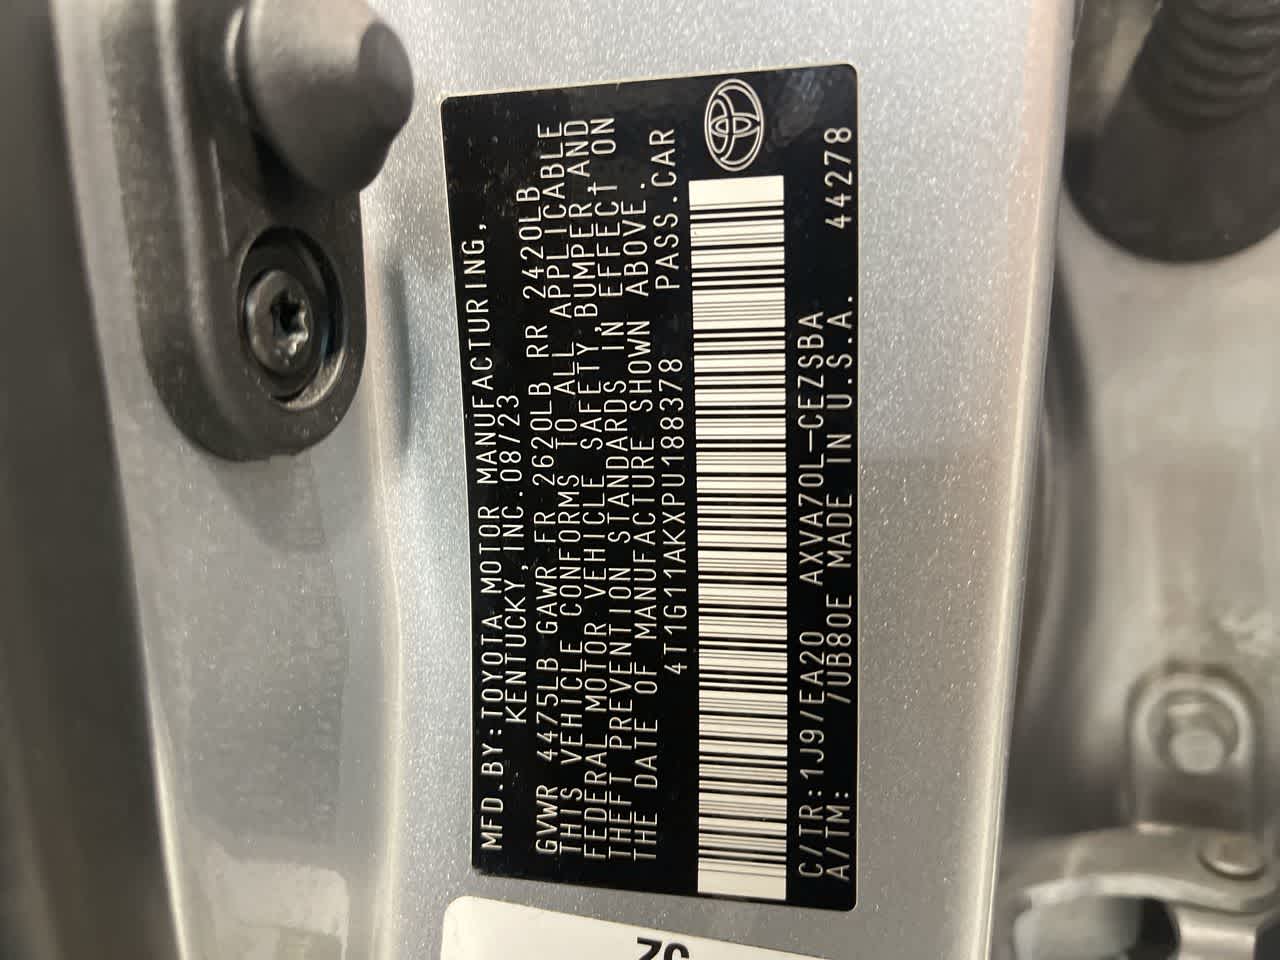 MFD.BY:TOYOTA MOTOR MANUFACTURING,
KENTUCKY,INC.08/23
GVWR 4475LB GAWR FR 2620LB RR 2420LB
THIS VEHICLE CONFORMS TO ALL APPLICABLE
FEDERAL MOTOR VEHICLE SAFETY,BUMPER,AND
THEFT PREVENTION STANDARDS IN EFFECT ON
THE DATE OF MANUFACTURE SHOWN ABOVE.
4T1G11AKXPU188378 PASS.CAR
C/TR:1J9/EA20 AXVA70L-CEZSBA
A/TM: /UB80E MADE IN U.S.A. 44278